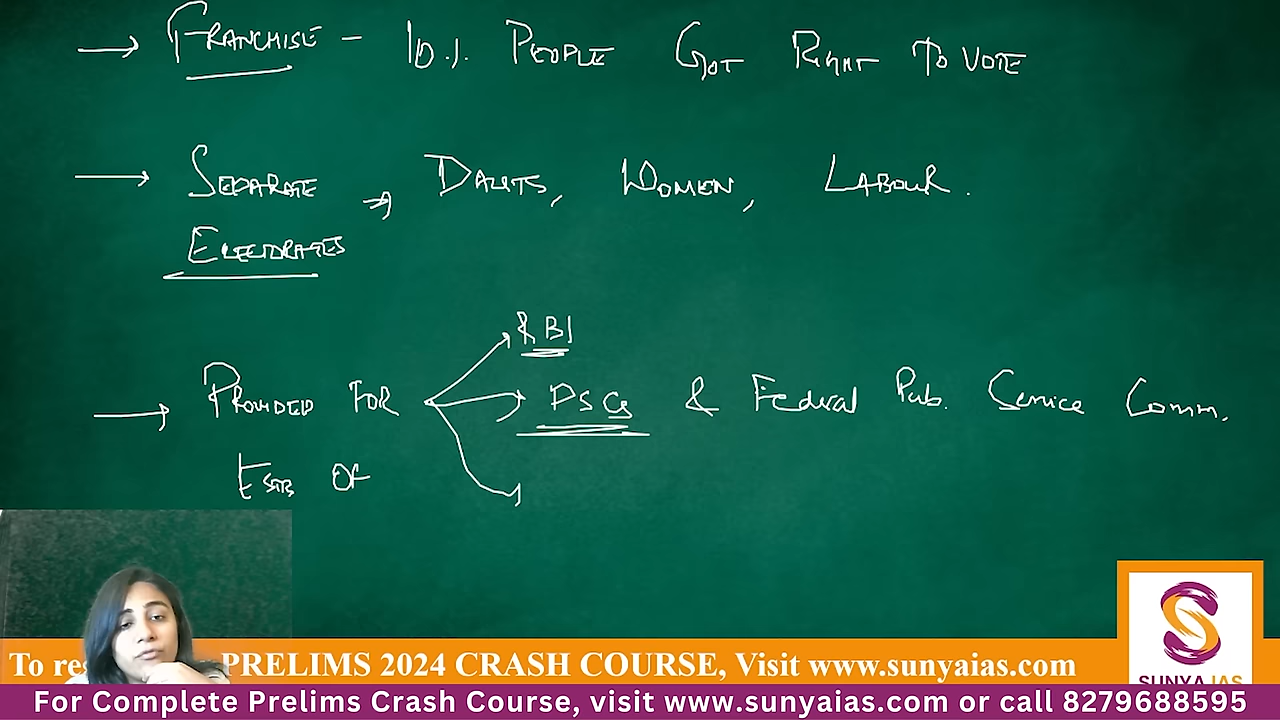 → FRANCHISE – 10.1. PEOPLE GOT RIGHT TO VOTE
→ SEPARATE ELECTORATES → DALITS, WOMEN, LABOUR.
→ PROVIDED FOR ESTB OF
RBI
PSCs & Federal Pub. Service Comm.
To res PRELIMS 2024 CRASH COURSE, Visit www.sunyaias.com
SUNYA IAS
For Complete Prelims Crash Course, visit www.sunyaias.com or call 8279688595